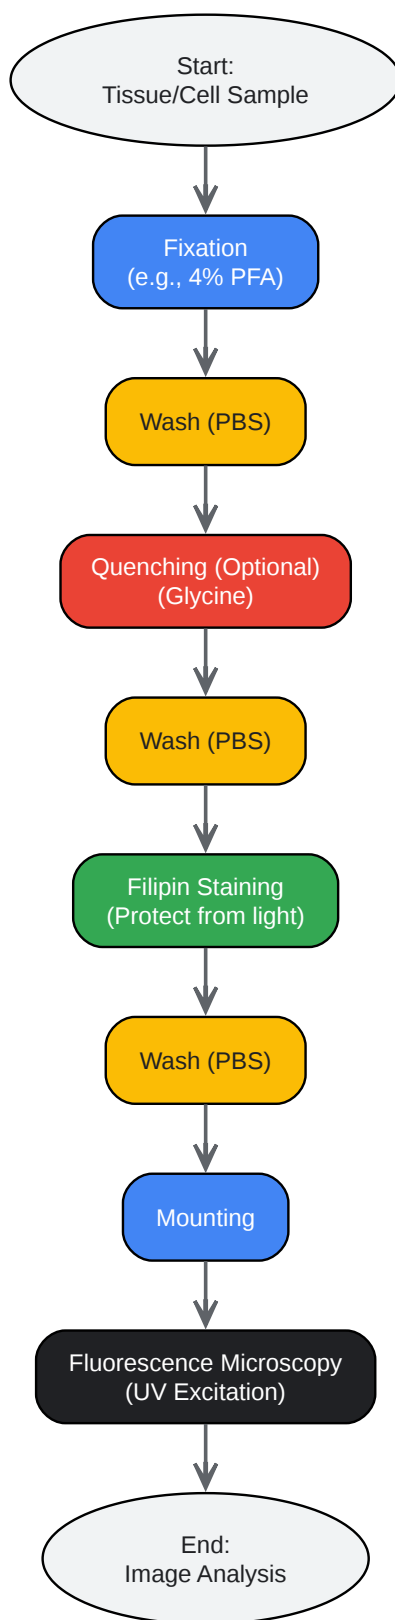 Start:
Tissue/Cell Sample
Fixation
(e.g., 4% PFA)
Wash (PBS)
Quenching (Optional)
(Glycine)
Wash (PBS)
Filipin Staining
(Protect from light)
Wash (PBS)
Mounting
Fluorescence Microscopy
(UV Excitation)
End:
Image Analysis